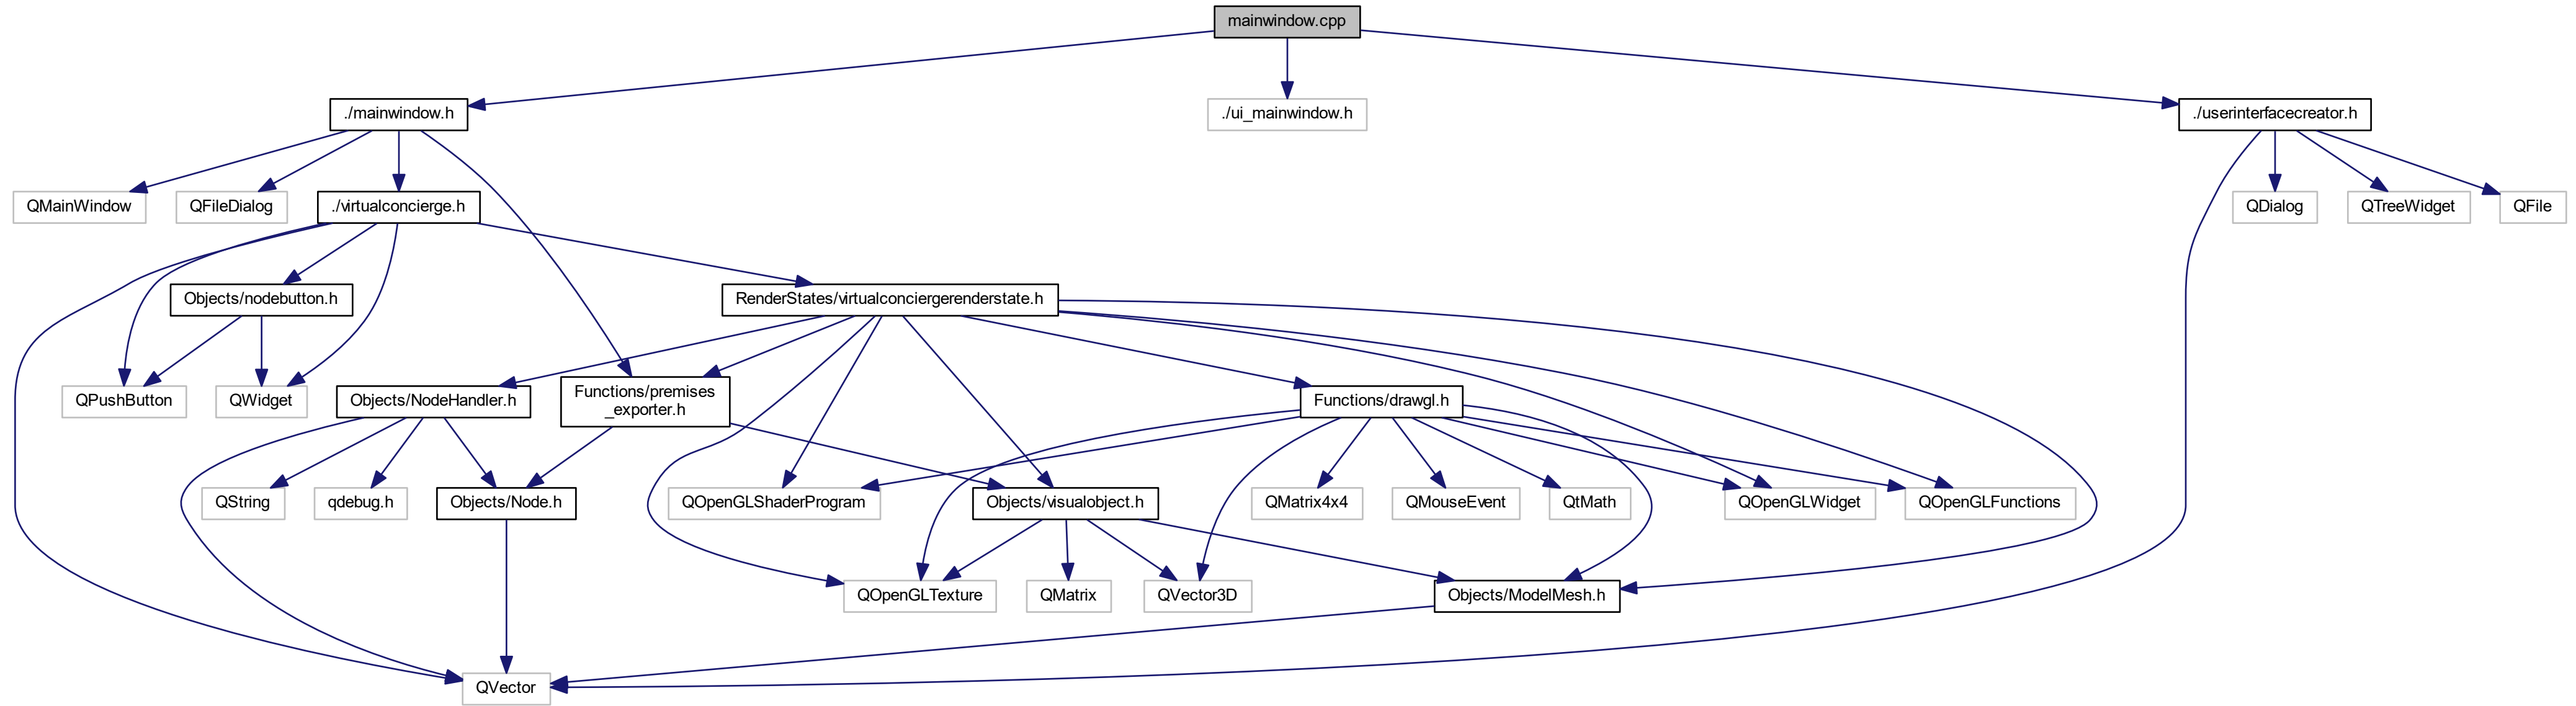 mainwindow.cpp
./mainwindow.h
./ui_mainwindow.h
./userinterfacecreator.h
QMainWindow
QFileDialog
./virtualconcierge.h
QDialog
QTreeWidget
QFile
Objects/nodebutton.h
RenderStates/virtualconciergerenderstate.h
QPushButton
QWidget
Objects/NodeHandler.h
Functions/premises
_exporter.h
Functions/drawgl.h
QString
qdebug.h
Objects/Node.h
QOpenGLShaderProgram
Objects/visualobject.h
QMatrix4x4
QMouseEvent
QtMath
QOpenGLWidget
QOpenGLFunctions
QOpenGLTexture
QMatrix
QVector3D
Objects/ModelMesh.h
QVector